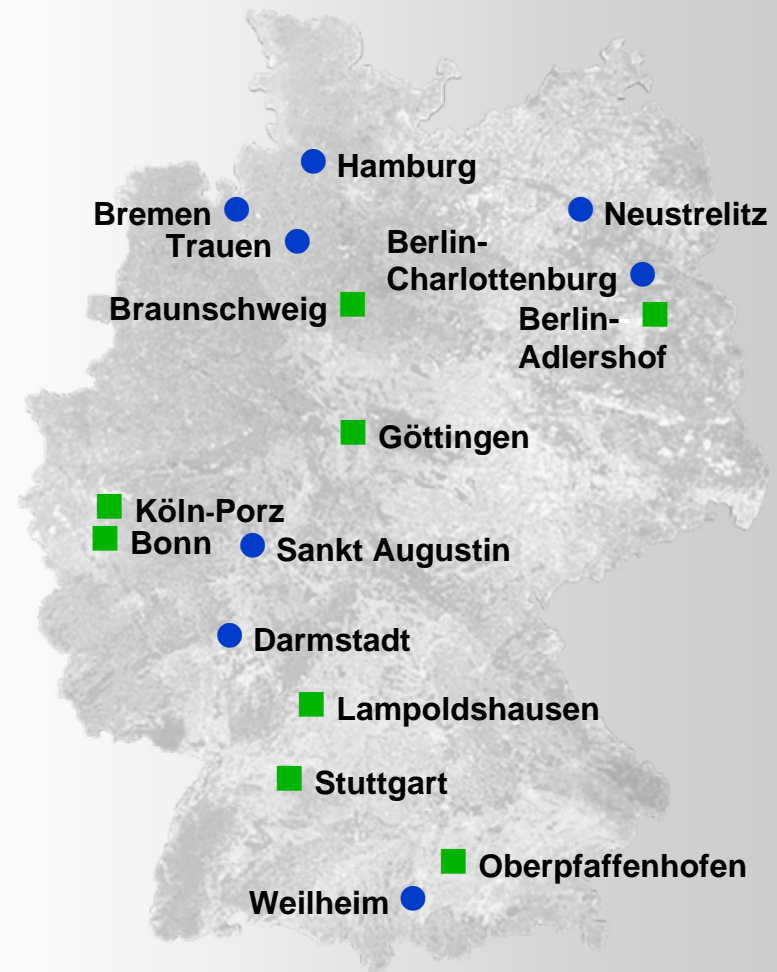 Hamburg
Bremen
Neustrelitz
Trauen
Berlin-
Charlottenburg
Braunschweig
Berlin-
Adlershof
Göttingen
Köln-Porz
Bonn
Sankt Augustin
Darmstadt
Lampoldshausen
Stuttgart
Oberpfaffenhofen
Weilheim